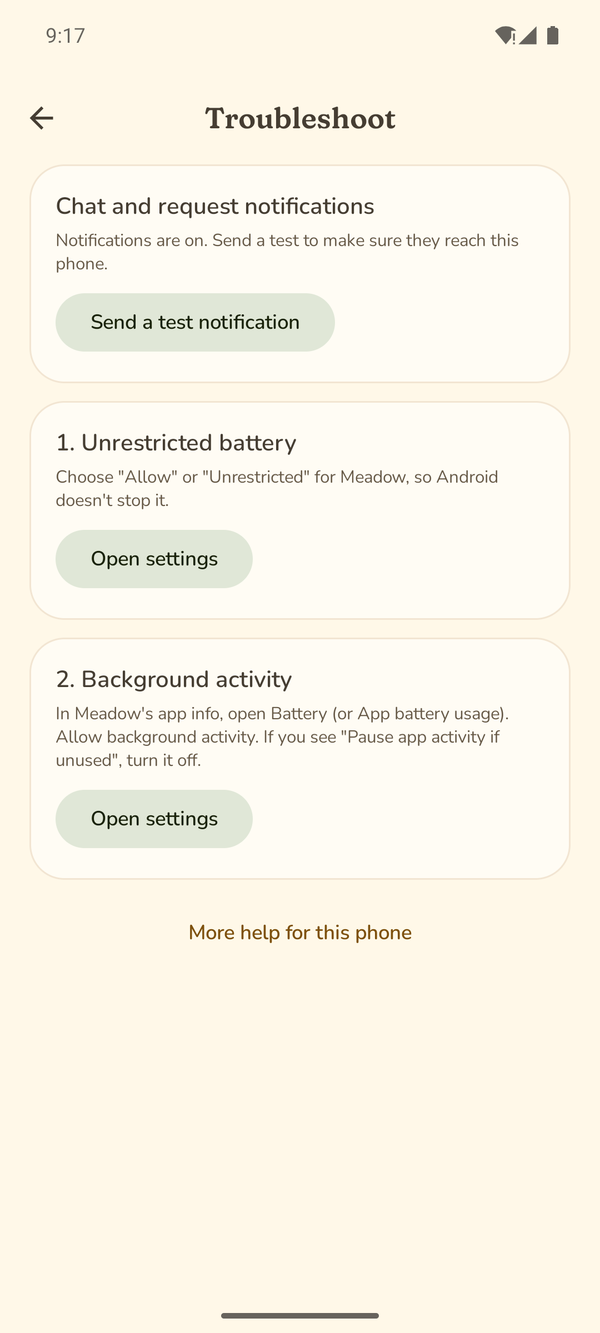 9:17
Troubleshoot
Chat and request notifications
Notifications are on. Send a test to make sure they reach this
phone.
Send a test notification
1. Unrestricted battery
Choose "Allow" or "Unrestricted" for Meadow, so Android
doesn't stop it.
Open settings
2. Background activity
In Meadow's app info, open Battery (or App battery usage).
Allow background activity. If you see "Pause app activity if
unused", turn it off.
Open settings
More help for this phone